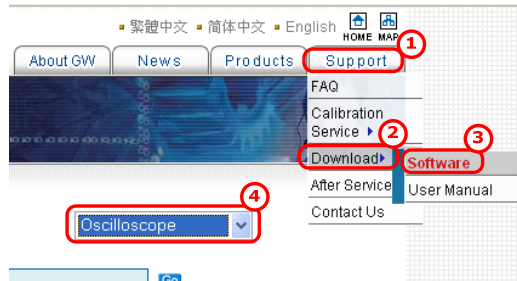 ▪ 繁體中文 ▪ 简体中文 ▪ English HOME MAP
1
About GW News Products Support
FAQ
Calibration
Service
2
3
Download
Software
After Service
User Manual
4
Contact Us
Oscilloscope
Go